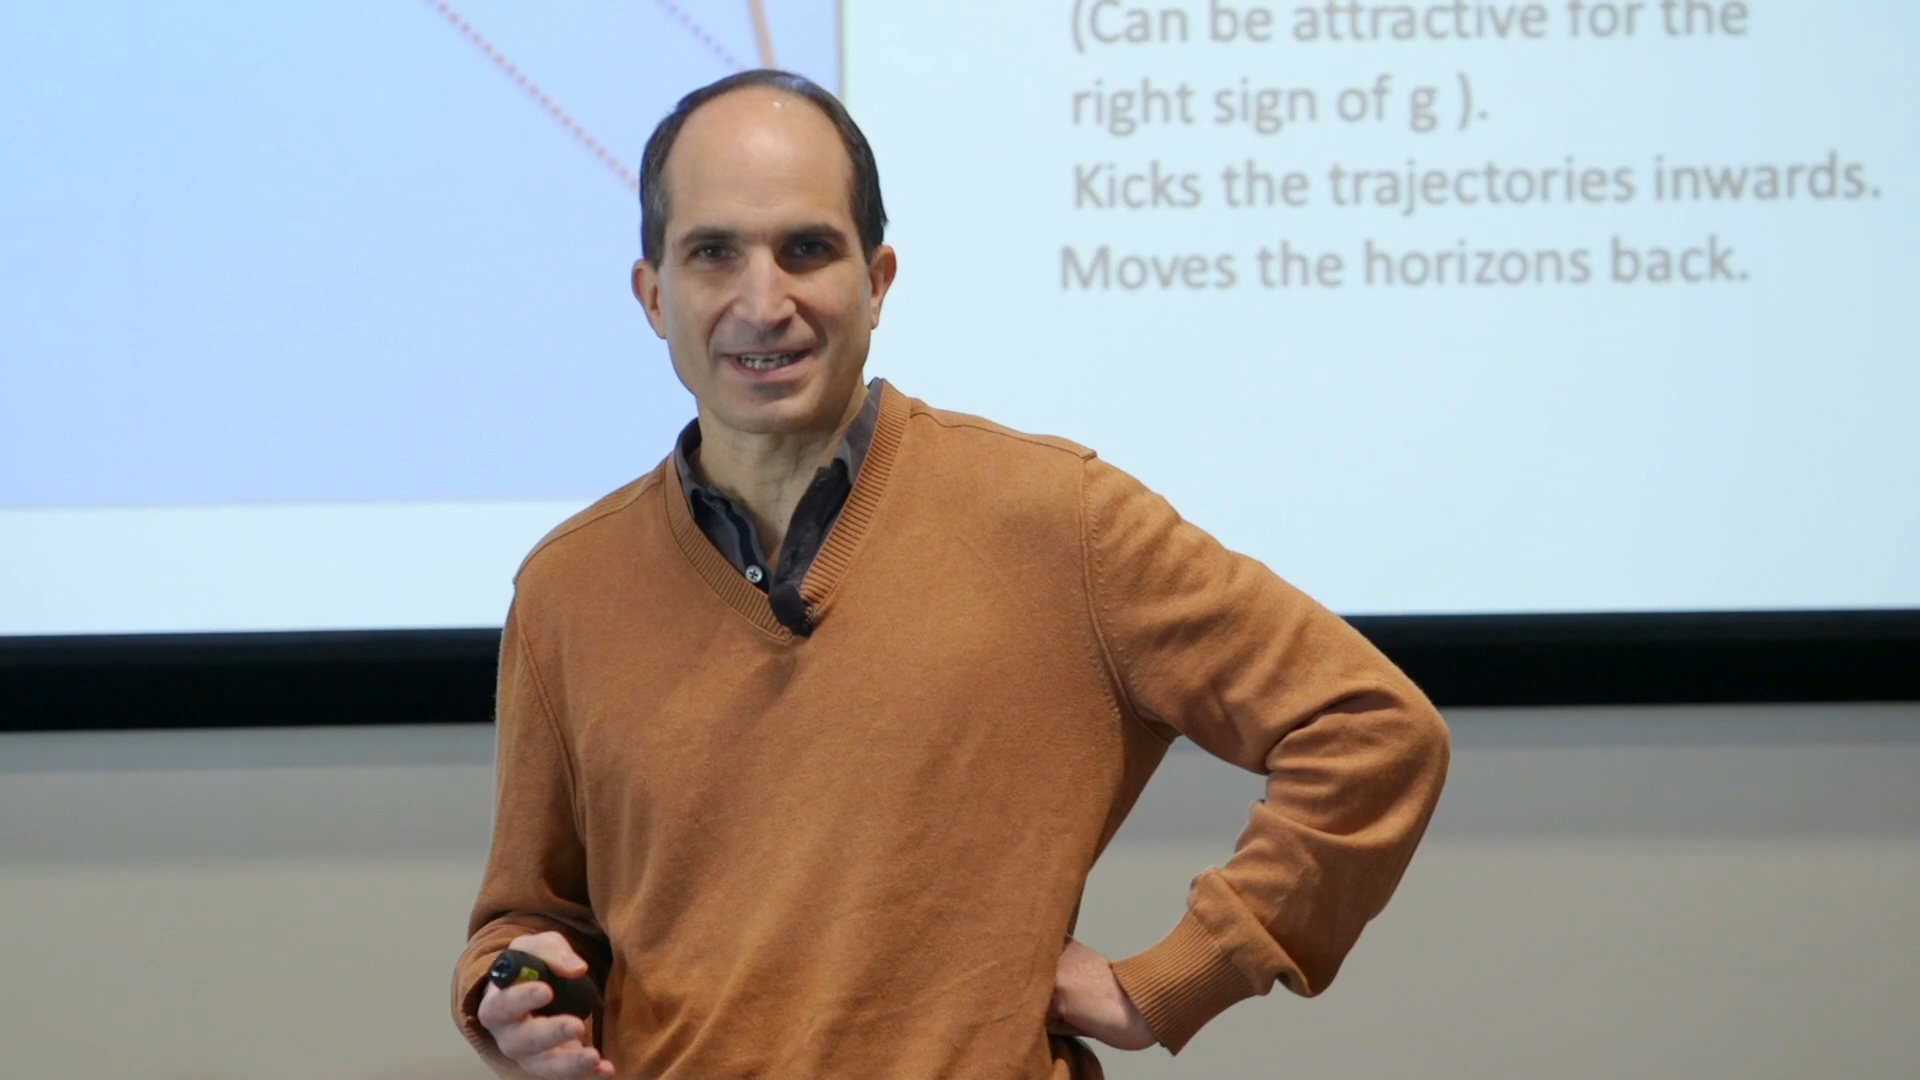 (Can be attractive for the
right sign of g ).
Kicks the trajectories inwards.
Moves the horizons back.